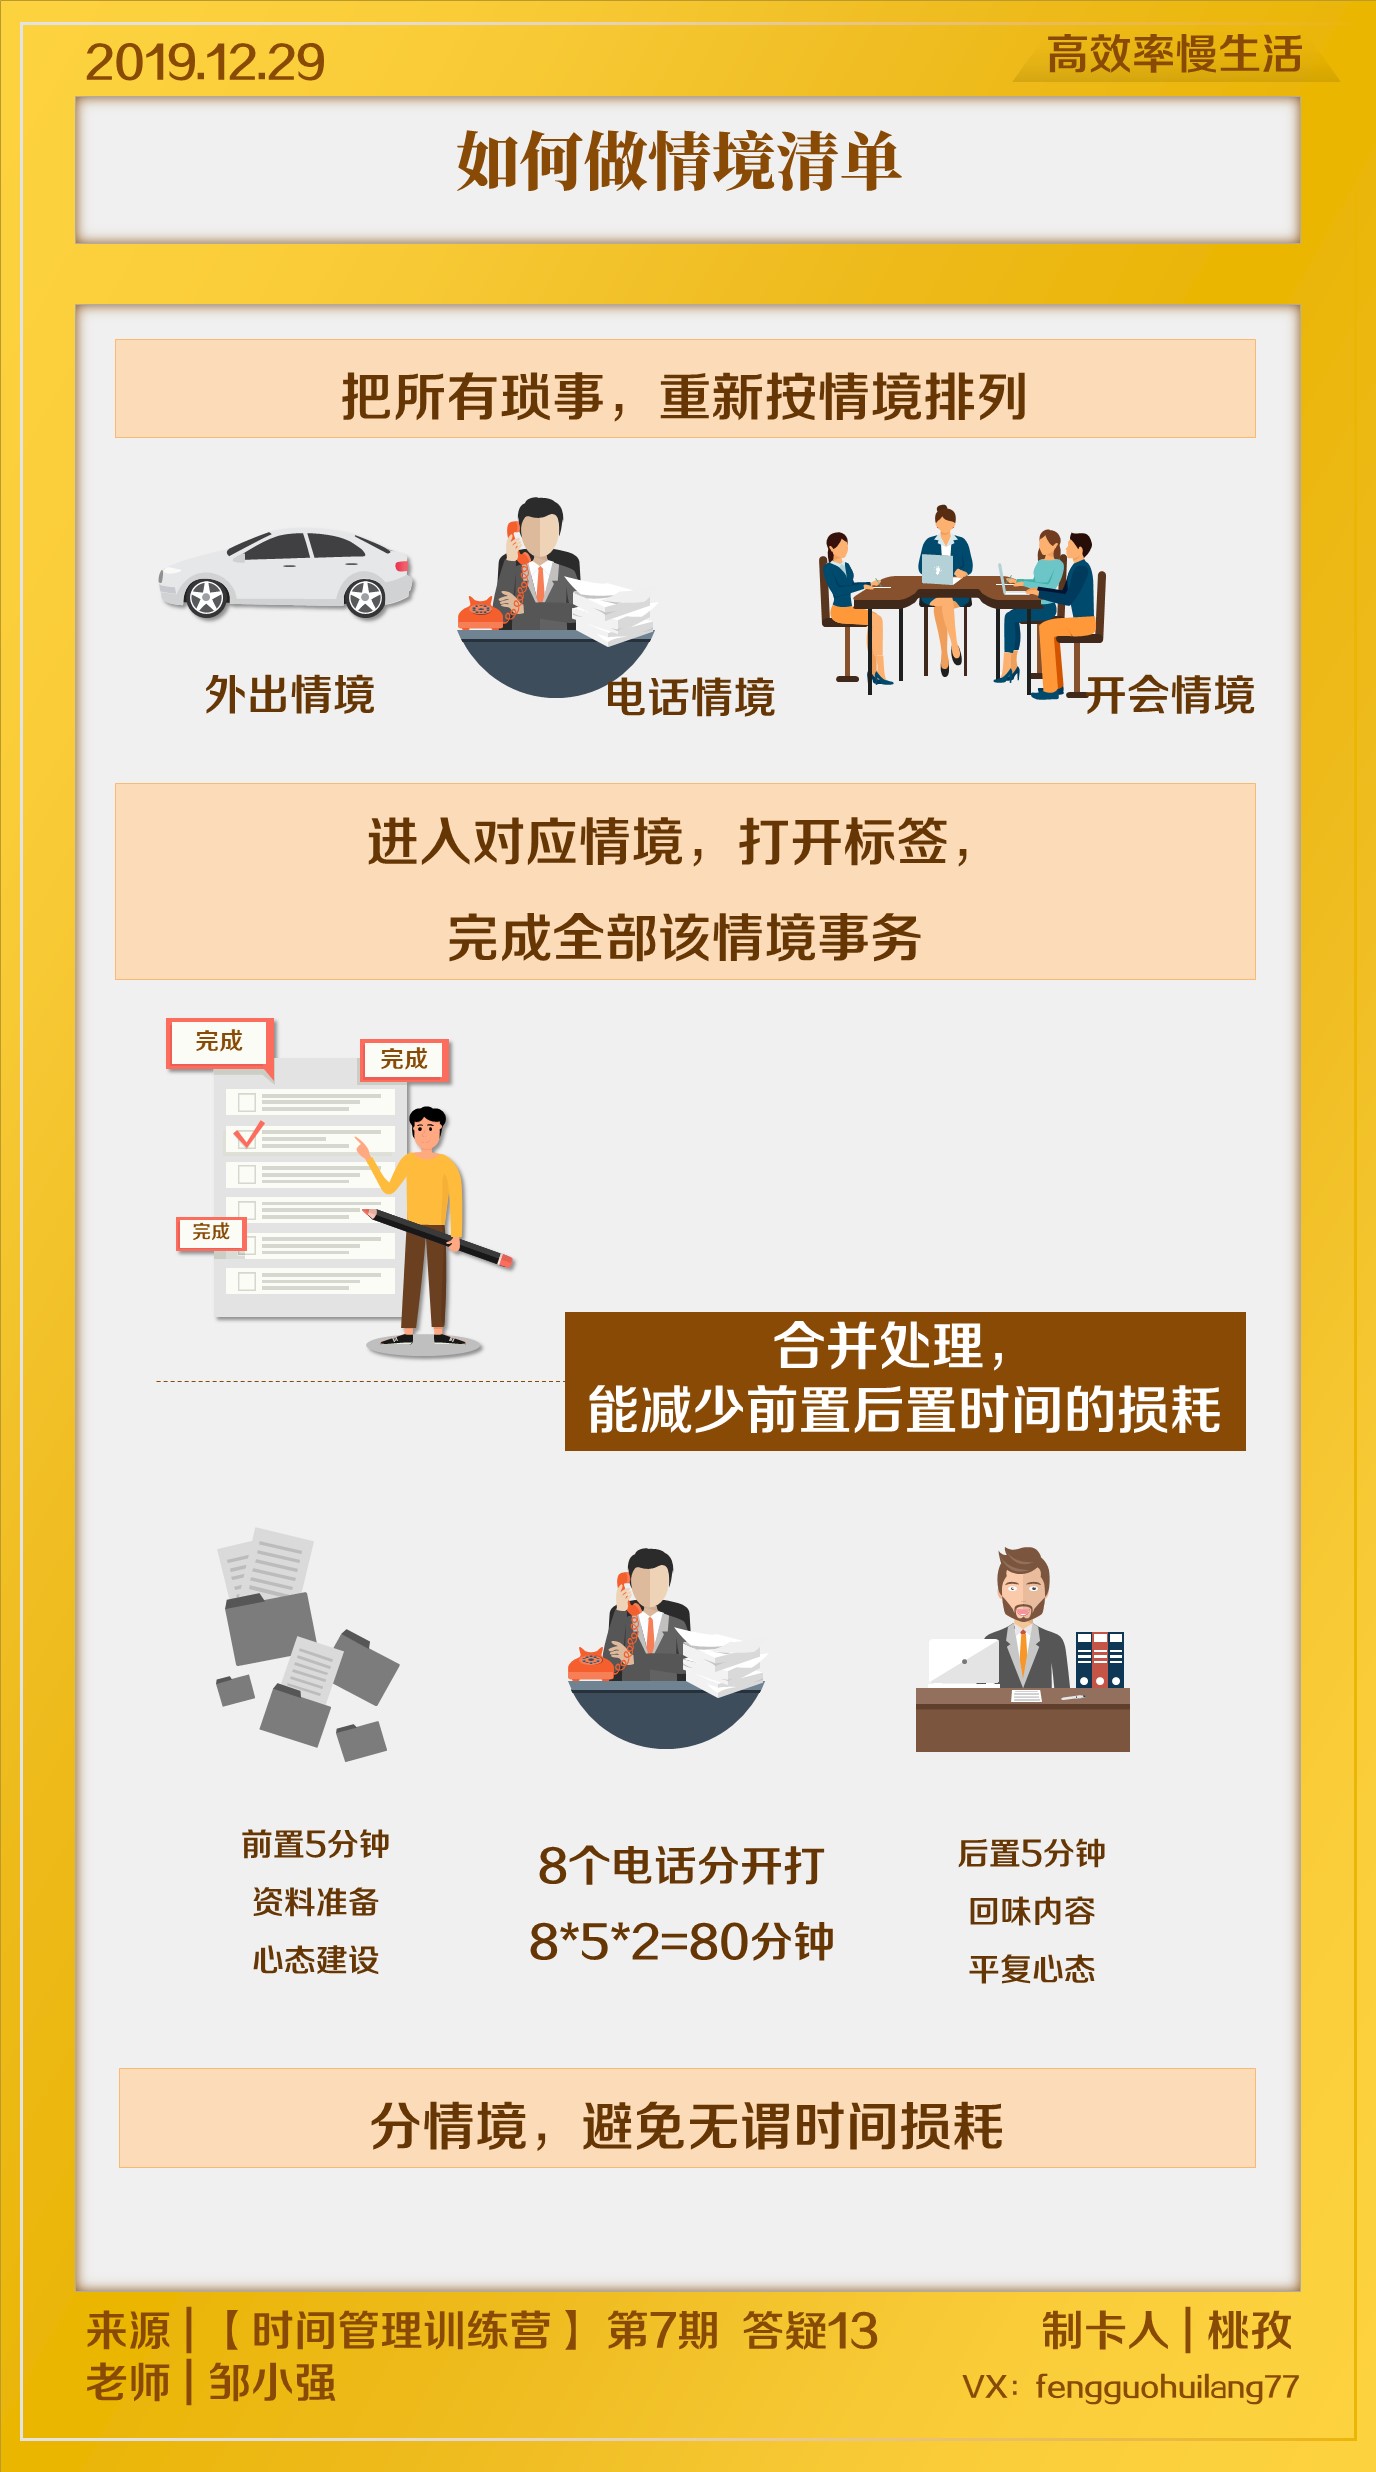 2019.12.29
高效率慢生活
如何做情境清单
把所有琐事，重新按情境排列
外出情境
电话情境
开会情境
进入对应情境，打开标签，
完成全部该情境事务
完成
完成
完成
合并处理，
能减少前置后置时间的损耗
前置5分钟
资料准备
心态建设
8个电话分开打
8*5*2=80分钟
后置5分钟
回味内容
平复心态
分情境，避免无谓时间损耗
来源|【时间管理训练营】第7期 答疑13
老师|邹小强
制卡人|桃孜
VX：fengguohuilang77